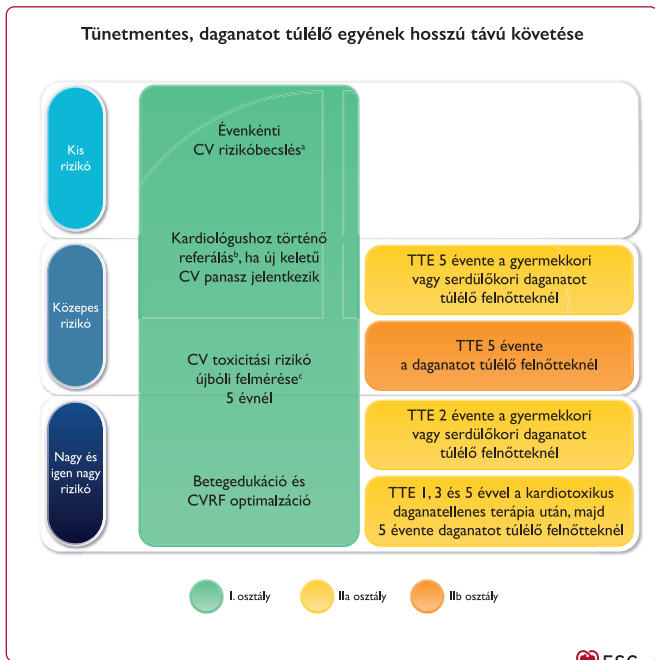 Tünetmentes, daganatot túlélő egyének hosszú távú követése
Kis
rizikó
Évenkénti
CV rizikóbecslésᵃ
Kardiológushoz történő
referálásᵇ, ha új keletű
CV panasz jelentkezik
Közepes
rizikó
TTE 5 évente a gyermekkori
vagy serdülőkori daganatot
túlélő felnőtteknél
TTE 5 évente
a daganatot túlélő felnőtteknél
CV toxicitási rizikó
újbóli felméréseᶜ
5 évnél
Nagy és
igen nagy
rizikó
TTE 2 évente a gyermekkori
vagy serdülőkori daganatot
túlélő felnőtteknél
Betegedukáció és
CVRF optimalzáció
TTE 1, 3 és 5 évvel a kardiotoxikus
daganatellenes terápia után, majd
5 évente daganatot túlélő felnőtteknél
I. osztály
IIa osztály
IIb osztály
ESC